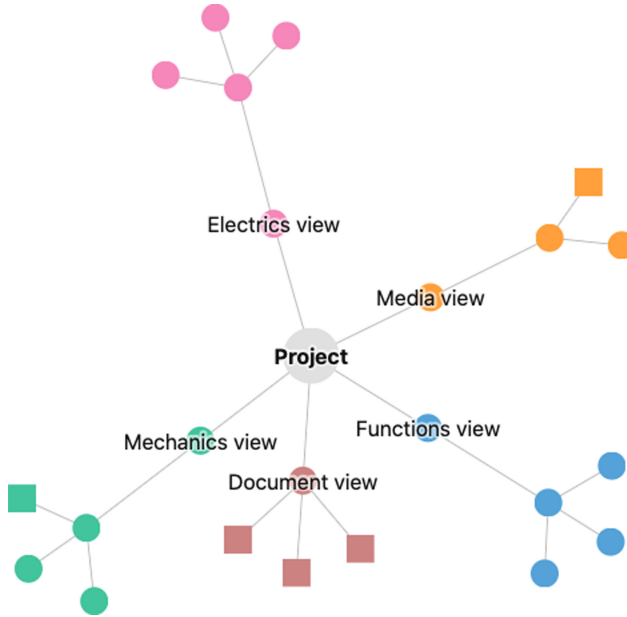 Electrics view
Media view
Project
Functions view
Mechanics view
Document view